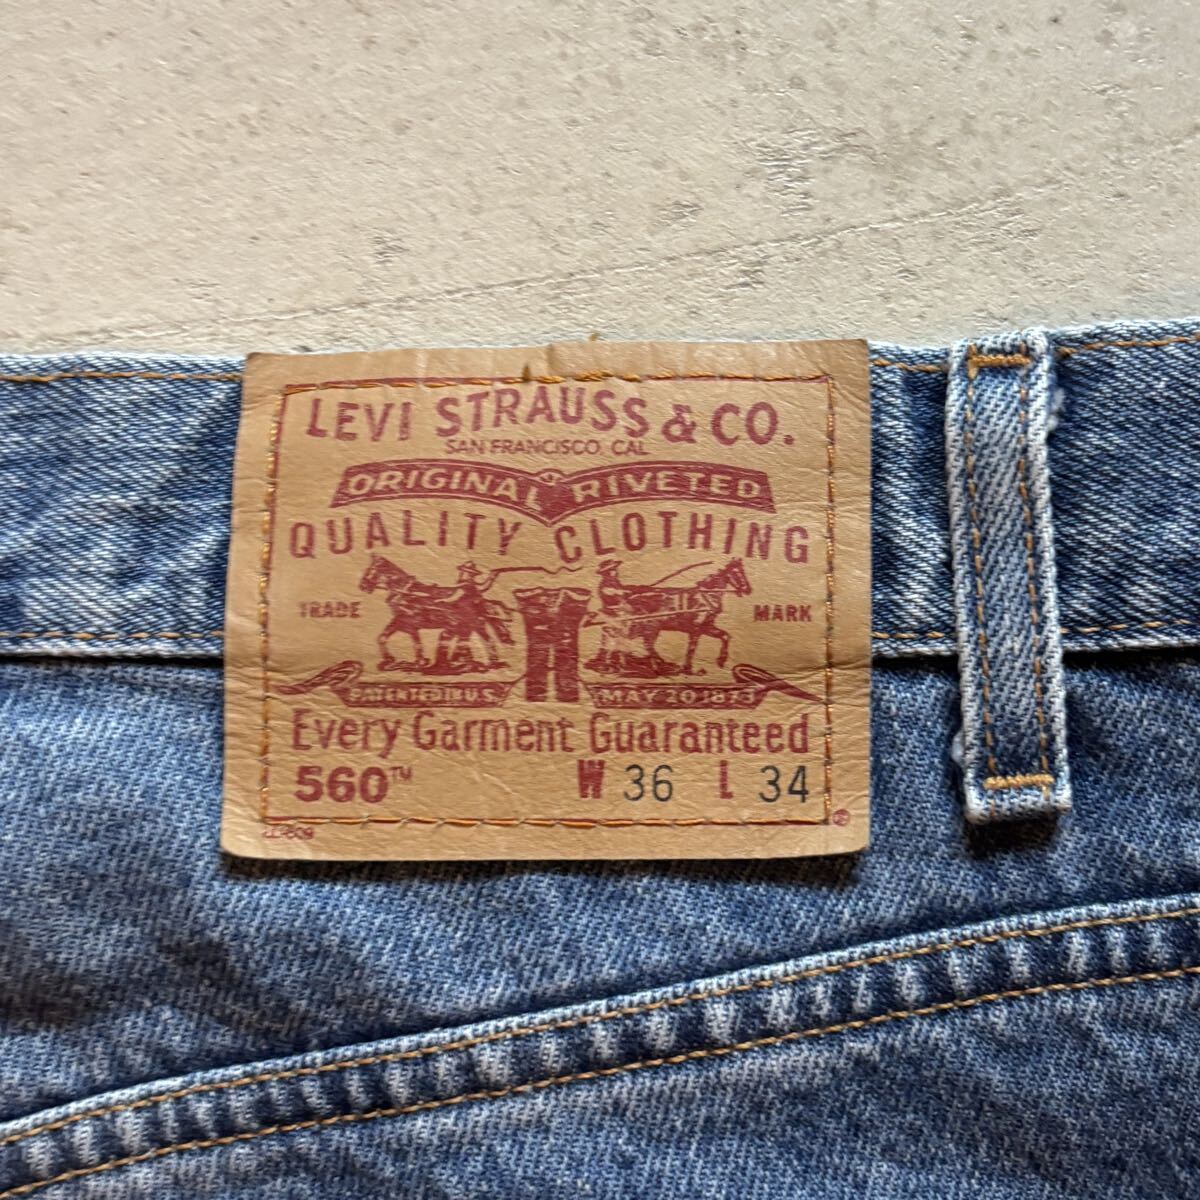 LEVI STRAUSS & CO.
SAN FRANCISCO, CAL
ORIGINAL RIVETED
QUALITY CLOTHING
TRADE MARK
PATENTED IN U.S. MAY 20 1873
Every Garment Guaranteed
560™ W 36 L 34
®